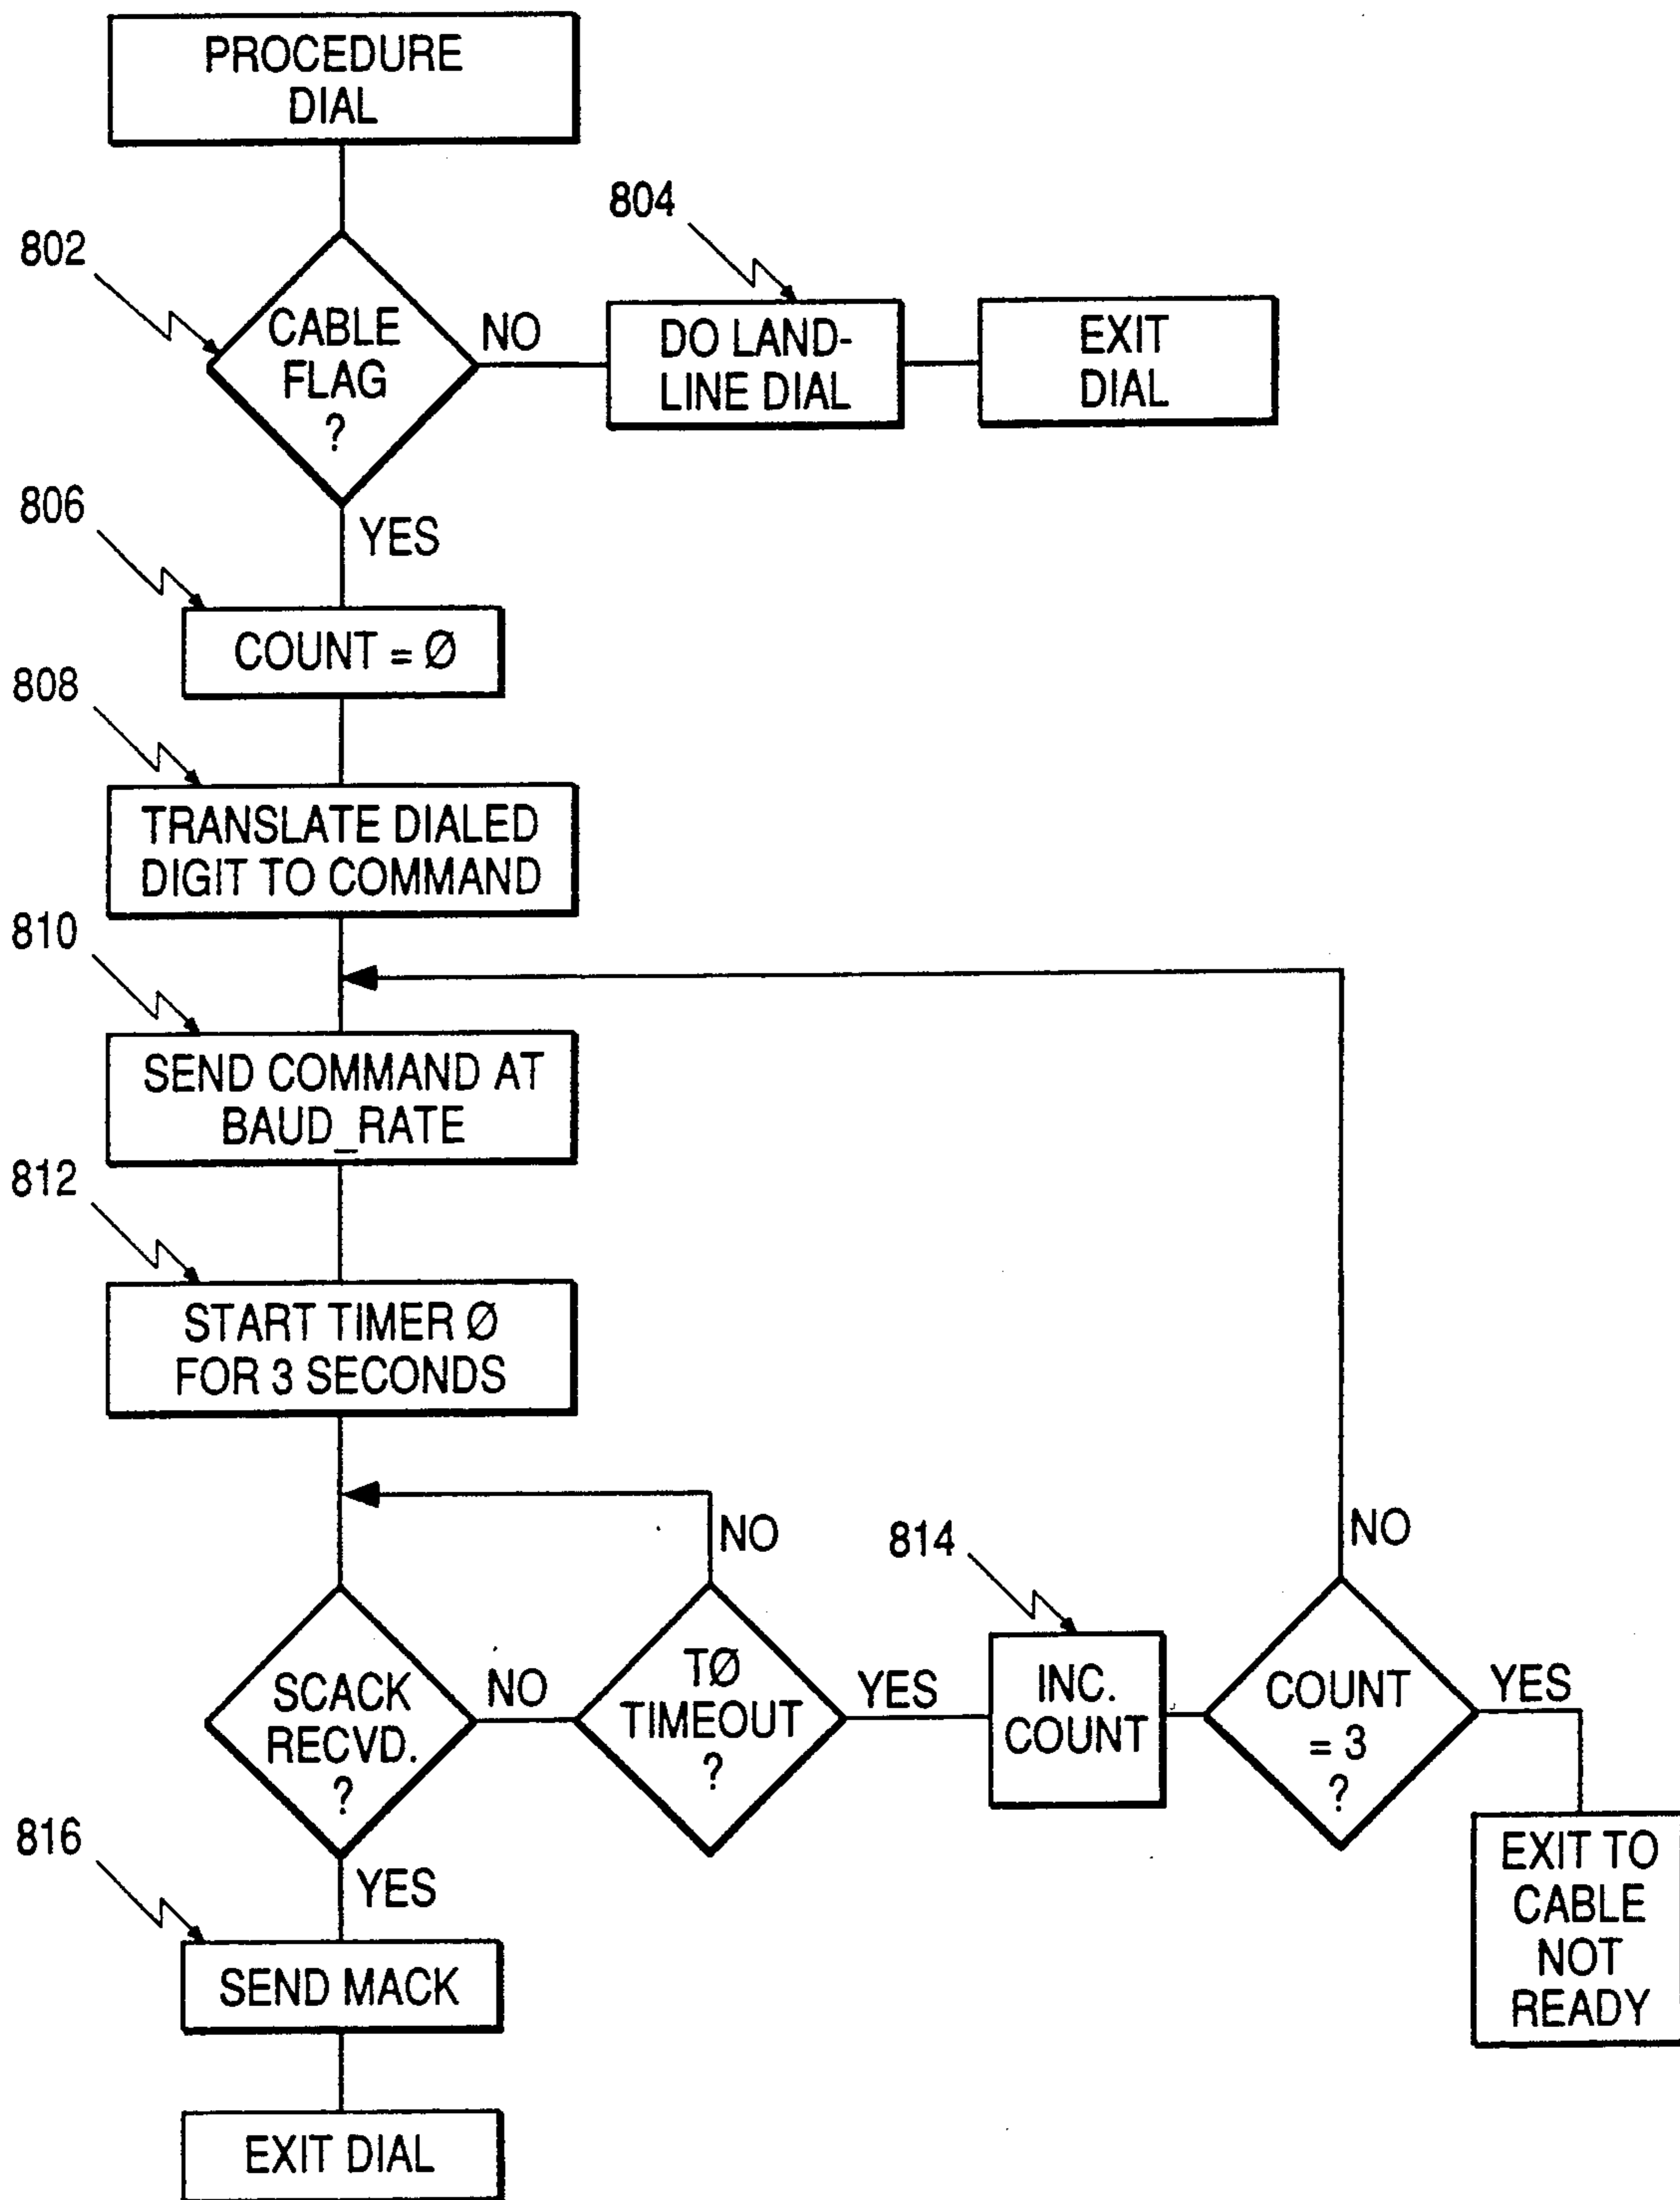 PROCEDURE
DIAL
802
CABLE
FLAG
?
NO
804
DO LAND-
LINE DIAL
EXIT
DIAL
YES
806
COUNT = Ø
808
TRANSLATE DIALED
DIGIT TO COMMAND
810
SEND COMMAND AT
BAUD_RATE
812
START TIMER Ø
FOR 3 SECONDS
SCACK
RECVD.
?
NO
TØ
TIMEOUT
?
NO
YES
814
INC.
COUNT
COUNT
= 3
?
NO
YES
EXIT TO
CABLE
NOT
READY
YES
816
SEND MACK
EXIT DIAL